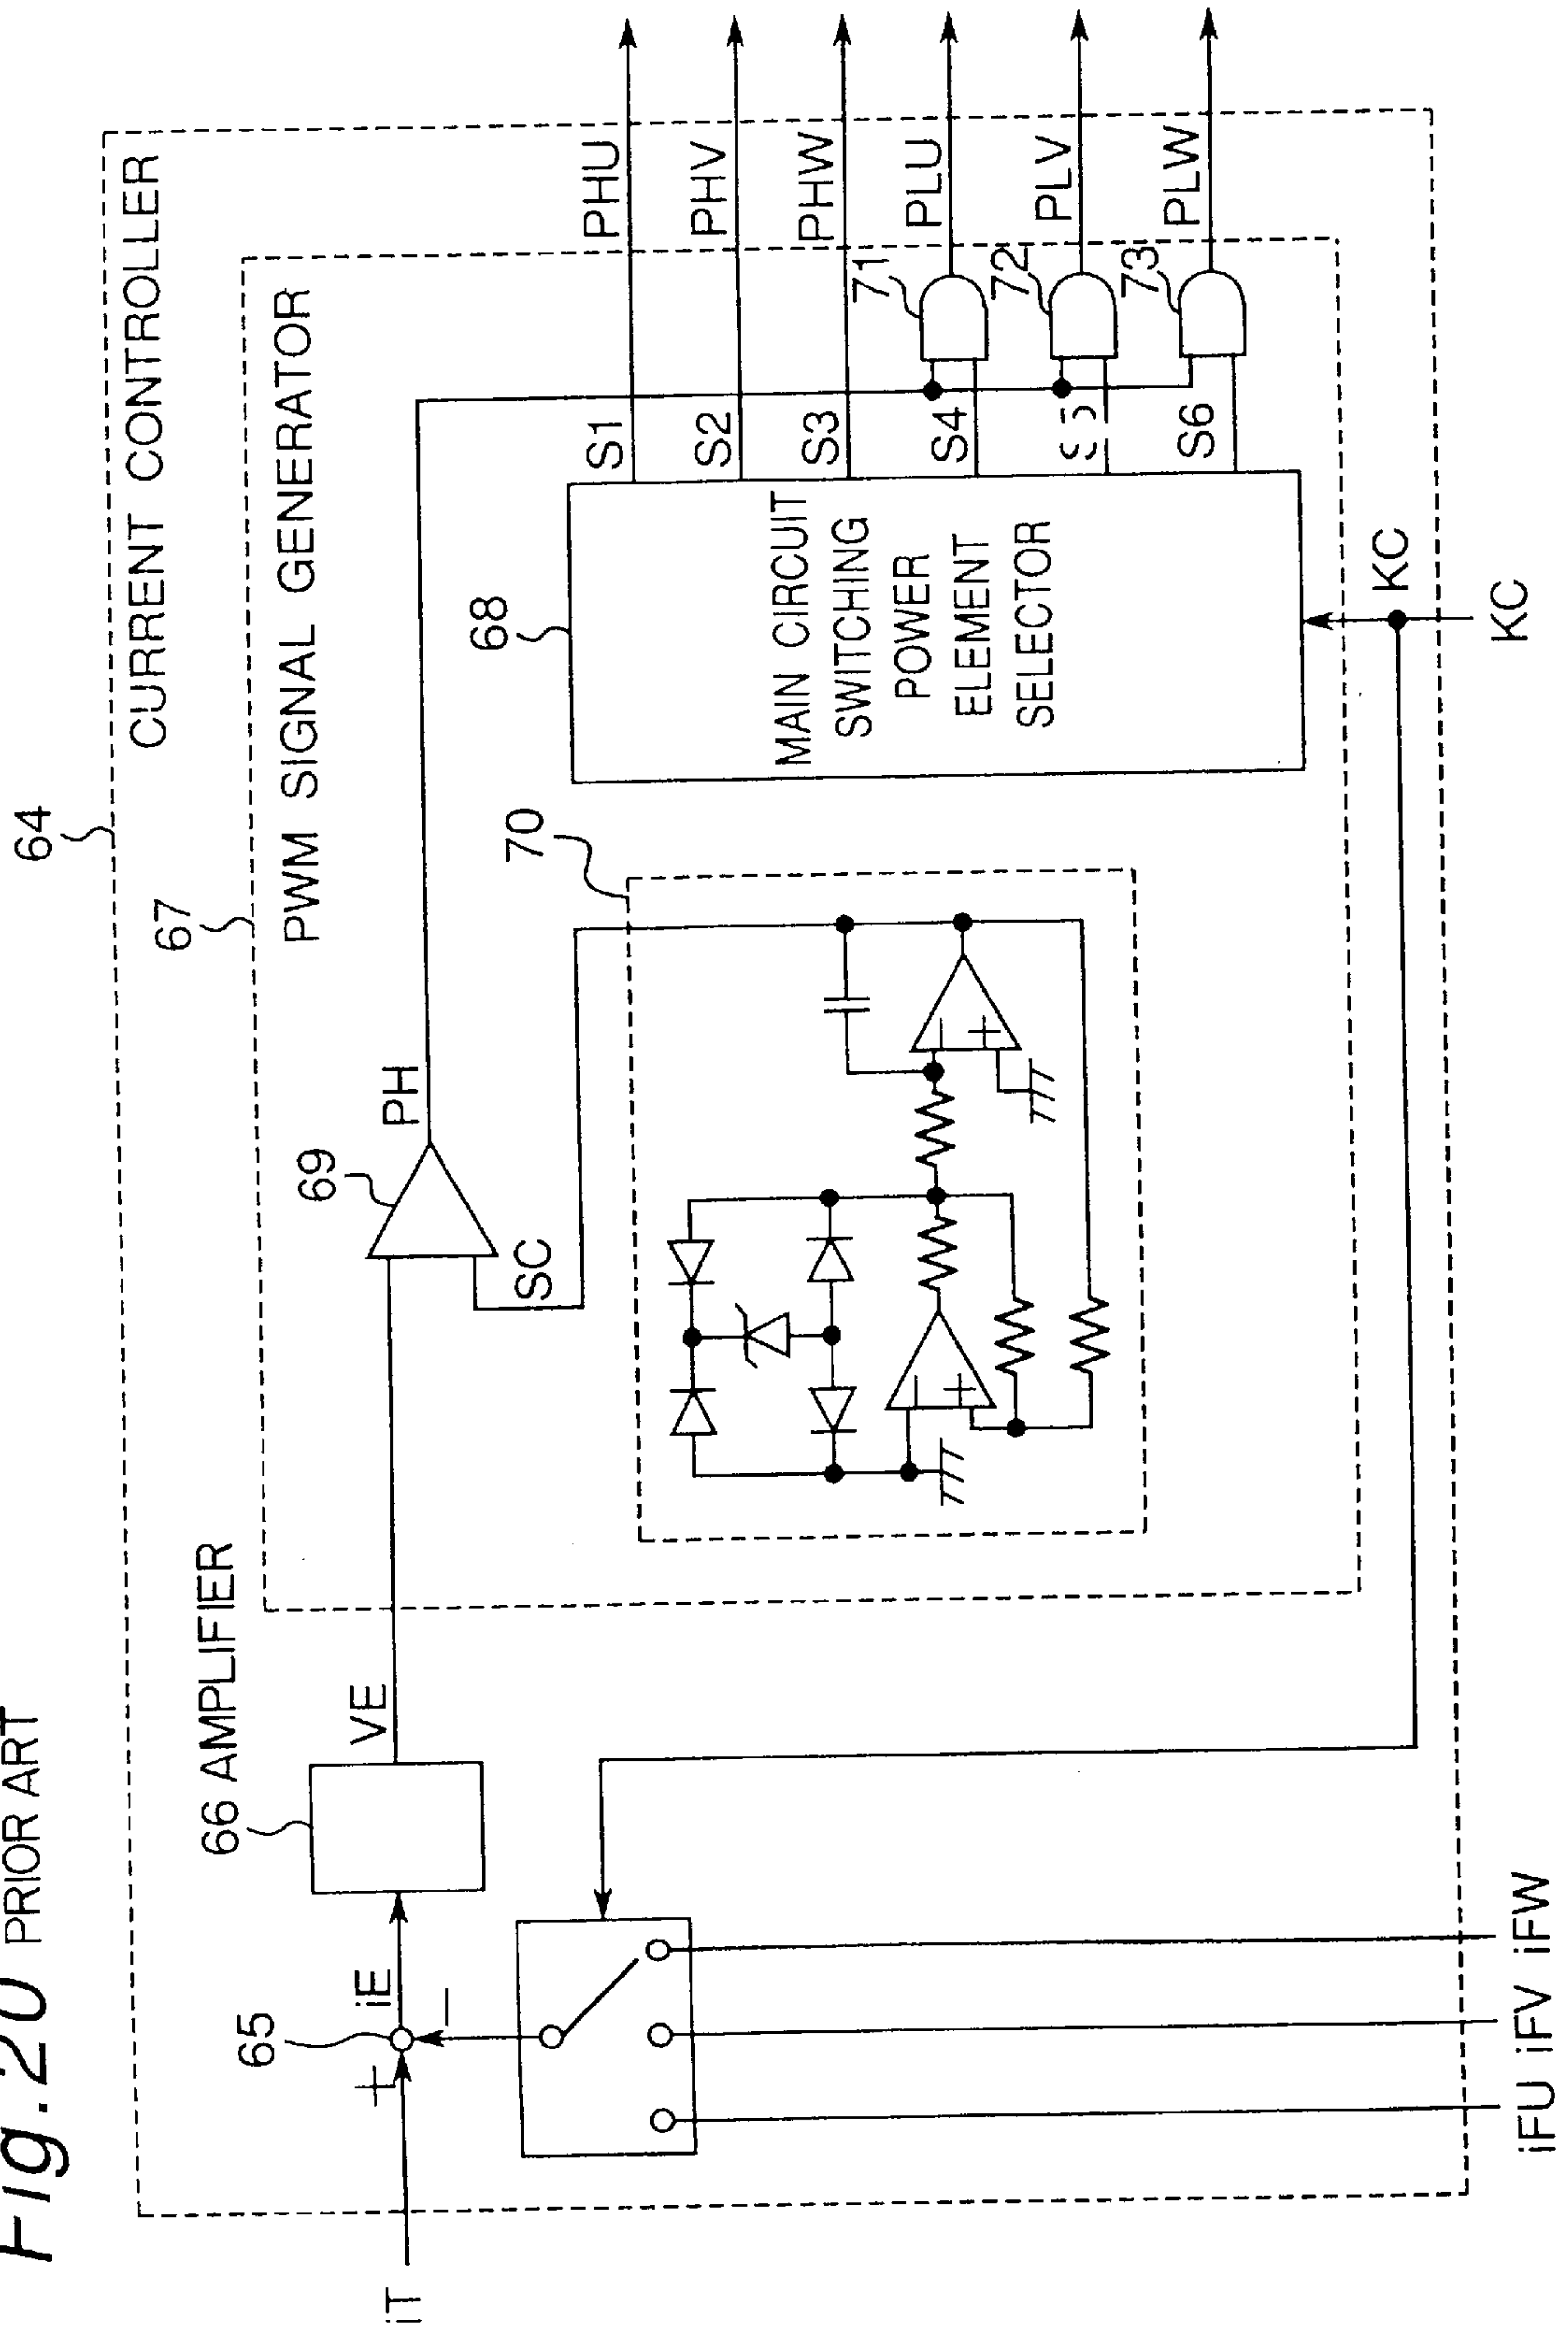 Fig.20 PRIOR ART
64
CURRENT CONTROLLER
67
PWM SIGNAL GENERATOR
66 AMPLIFIER
65
iT
+
iE
−
VE
69
PH
SC
70
−
+
−
+
68
MAIN CIRCUIT
SWITCHING
POWER
ELEMENT
SELECTOR
S1
S2
S3
S4
S6
71
72
73
PHU
PHV
PHW
PLU
PLV
PLW
KC
KC
iFU iFV iFW